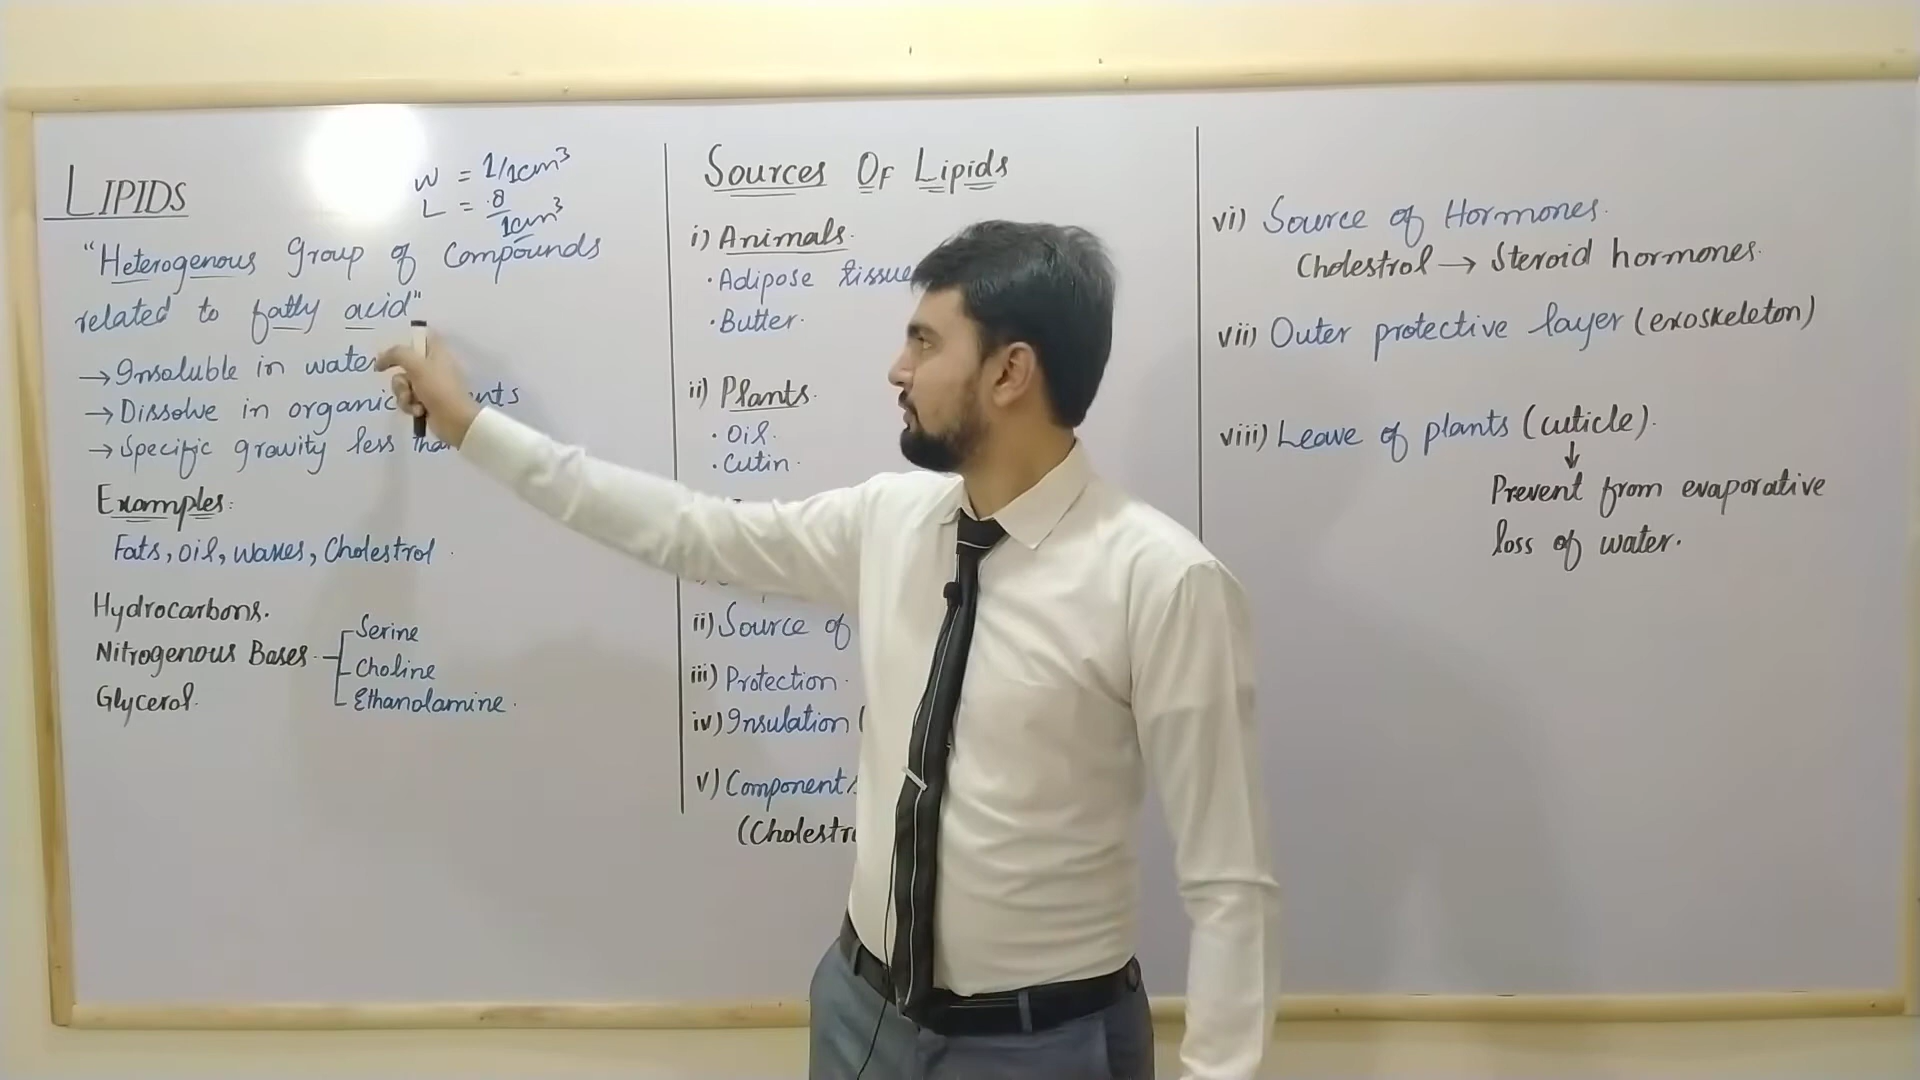 LIPIDS
W = 1/1cm³
L = .8/1cm³
"Heterogenous Group of Compounds
related to fatty acid"
→ Insoluble in water
→ Dissolve in organic
→ Specific gravity less than
Examples:
Fats, oil, waxes, Cholestrol.
Hydrocarbons.
Nitrogenous Bases - Serine
Choline
Ethanolamine.
Glycerol.
Sources Of Lipids
i) Animals.
· Adipose tissue
· Butter.
ii) Plants.
· Oil.
· Cutin.
ii) Source of
iii) Protection.
iv) Insulation (
v) Components
(Cholestro
vi) Source of Hormones.
Cholestrol → Steroid hormones.
vii) Outer protective layer (exoskeleton)
viii) Leave of plants (cuticle).
↓
Prevent from evaporative
loss of water.